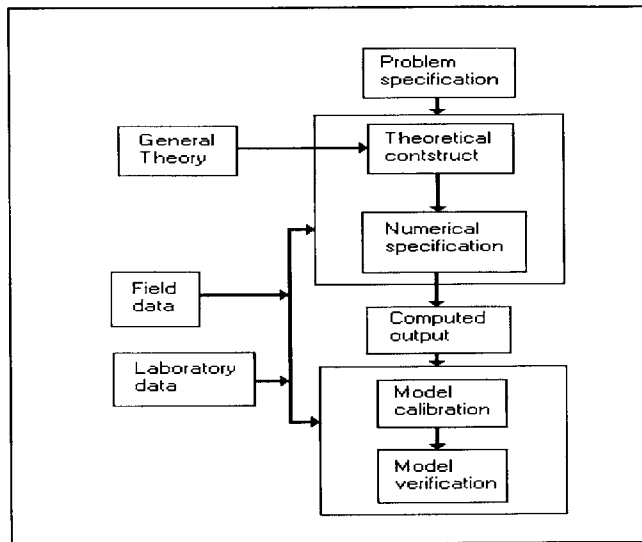 Problem
specification
General
Theory
Theoretical
contstruct
Numerical
specification
Field
data
Computed
output
Laboratory
data
Model
calibration
Model
verification